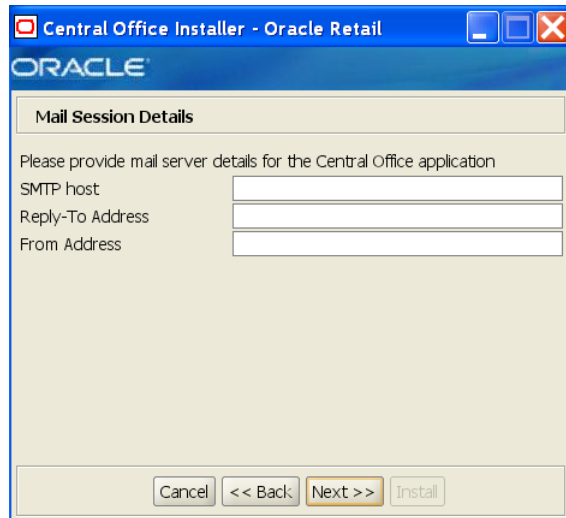 Central Office Installer - Oracle Retail
ORACLE
Mail Session Details
Please provide mail server details for the Central Office application
SMTP host
Reply-To Address
From Address
Cancel << Back Next >> Install